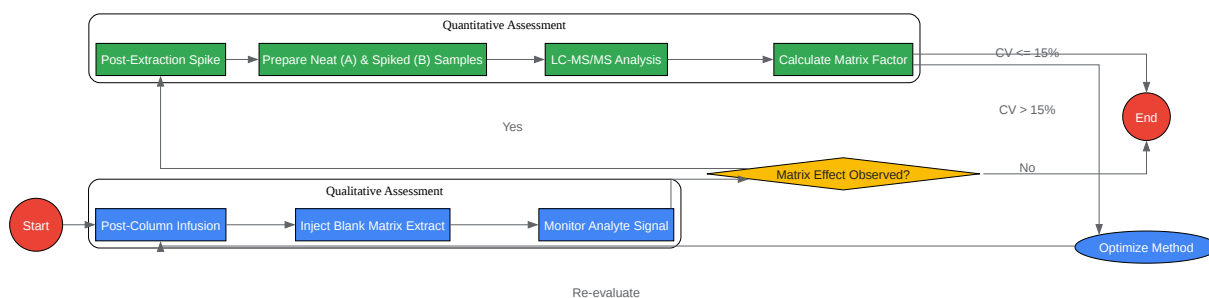 Quantitative Assessment
Post-Extraction Spike
Prepare Neat (A) & Spiked (B) Samples
LC-MS/MS Analysis
Calculate Matrix Factor
CV <= 15%
CV > 15%
End
Yes
Matrix Effect Observed?
No
Qualitative Assessment
Start
Post-Column Infusion
Inject Blank Matrix Extract
Monitor Analyte Signal
Optimize Method
Re-evaluate